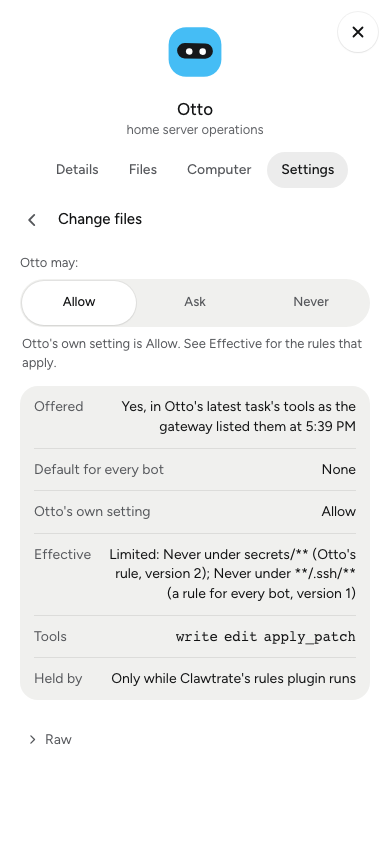 Otto
home server operations
Details Files Computer Settings
Change files
Otto may:
Allow Ask Never
Otto's own setting is Allow. See Effective for the rules that
apply.
Offered Yes, in Otto's latest task's tools as the
gateway listed them at 5:39 PM
Default for every bot None
Otto's own setting Allow
Effective Limited: Never under secrets/** (Otto's
rule, version 2); Never under **/.ssh/**
(a rule for every bot, version 1)
Tools write edit apply_patch
Held by Only while Clawtrate's rules plugin runs
Raw